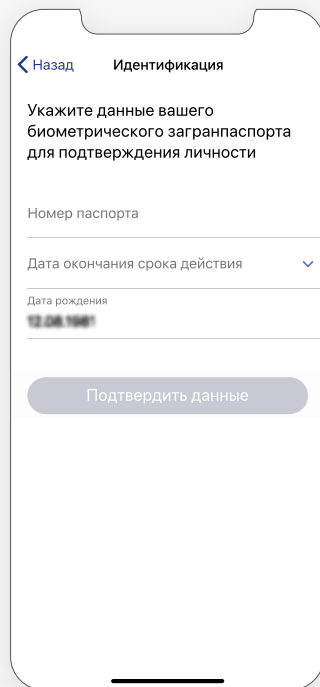 Назад
Идентификация
Укажите данные вашего
биометрического загранпаспорта
для подтверждения личности
Номер паспорта
Дата окончания срока действия
Дата рождения
Подтвердить данные